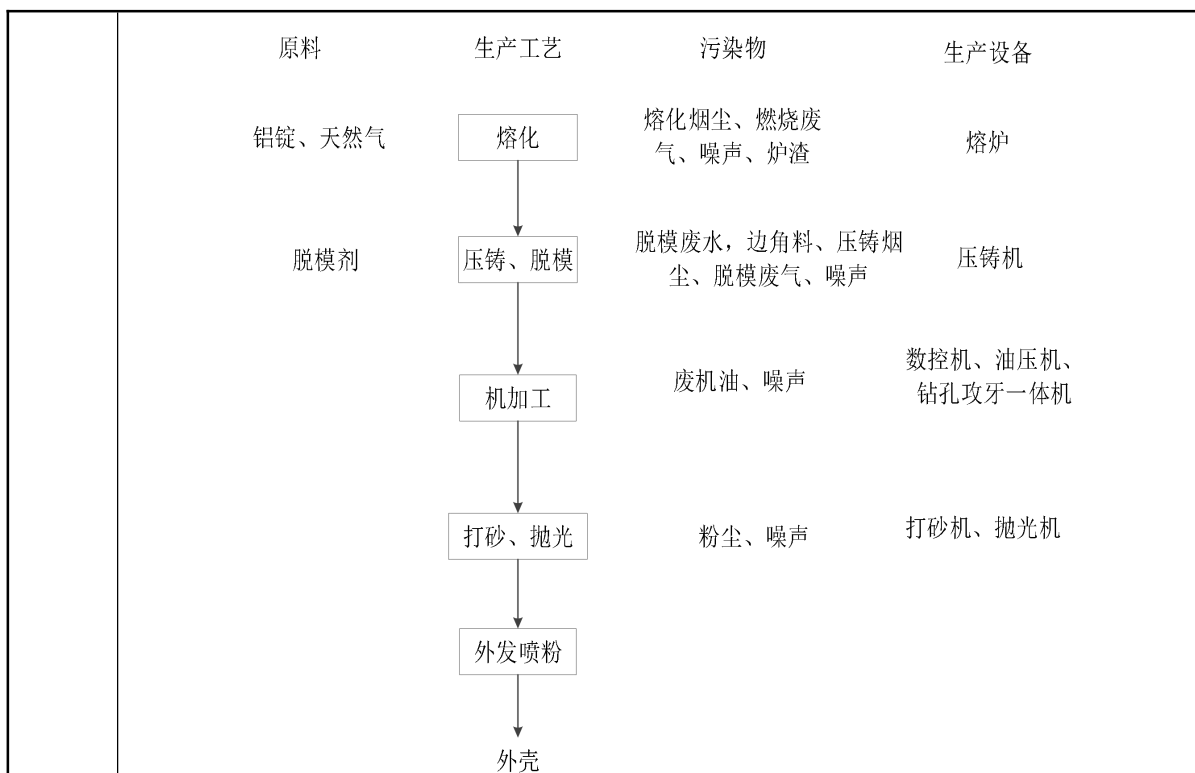 原料 生产工艺 污染物 生产设备
铝锭、天然气 熔化 熔化烟尘、燃烧废
气、噪声、炉渣 熔炉
脱模剂 压铸、脱模 脱模废水，边角料、压铸烟
尘、脱模废气、噪声 压铸机
机加工 废机油、噪声 数控机、油压机、
钻孔攻牙一体机
打砂、抛光 粉尘、噪声 打砂机、抛光机
外发喷粉
外壳